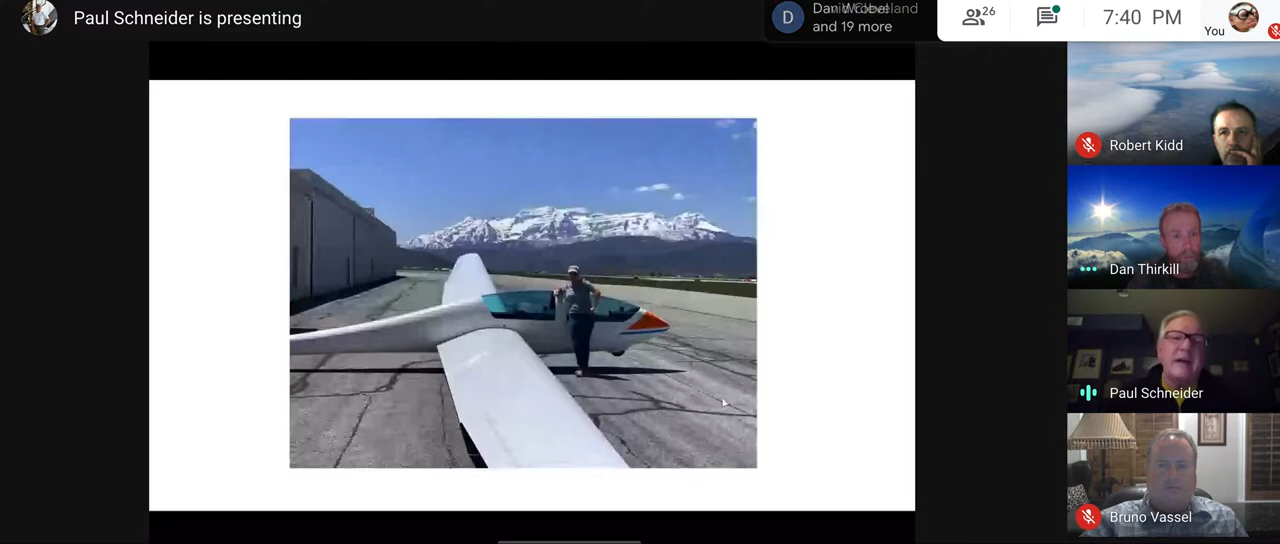 Paul Schneider is presenting
D
and 19 more
26
7:40 PM
You
Robert Kidd
Dan Thirkill
Paul Schneider
Bruno Vassel